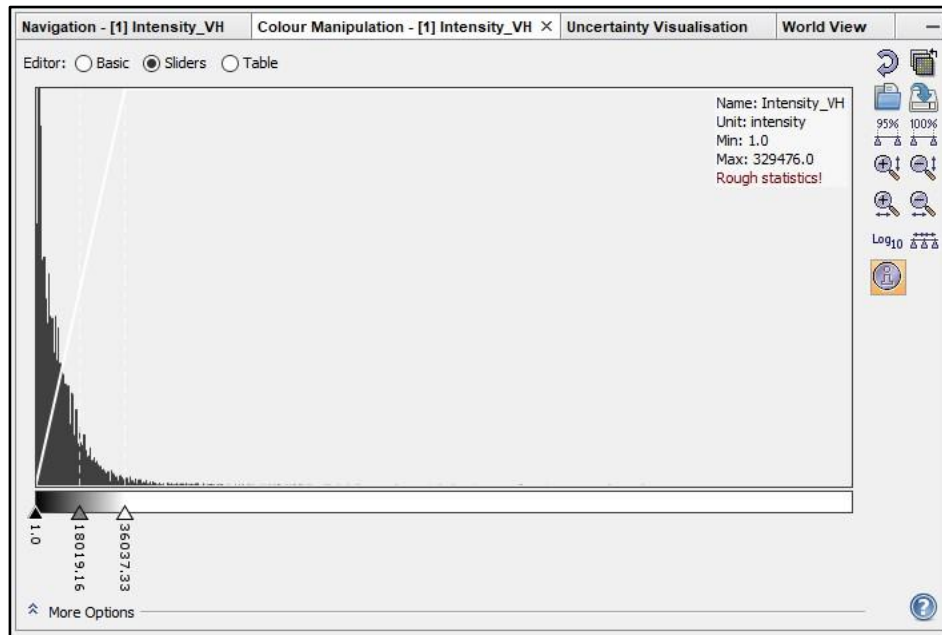 Navigation - [1] Intensity_VH
Colour Manipulation - [1] Intensity_VH ×
Uncertainty Visualisation
World View
Editor: Basic Sliders Table
Name: Intensity_VH
Unit: intensity
Min: 1.0
Max: 329476.0
Rough statistics!
95% 100%
Log10
1.0
18019.16
36037.33
More Options